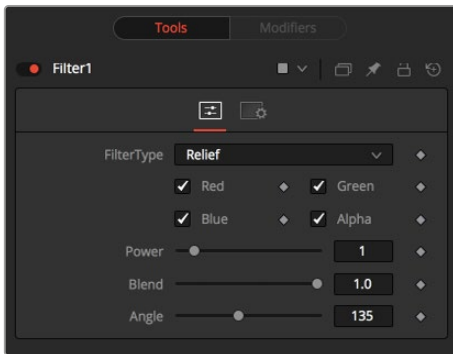 Tools Modifiers
Filter1
FilterType Relief
Red Green
Blue Alpha
Power 1
Blend 1.0
Angle 135